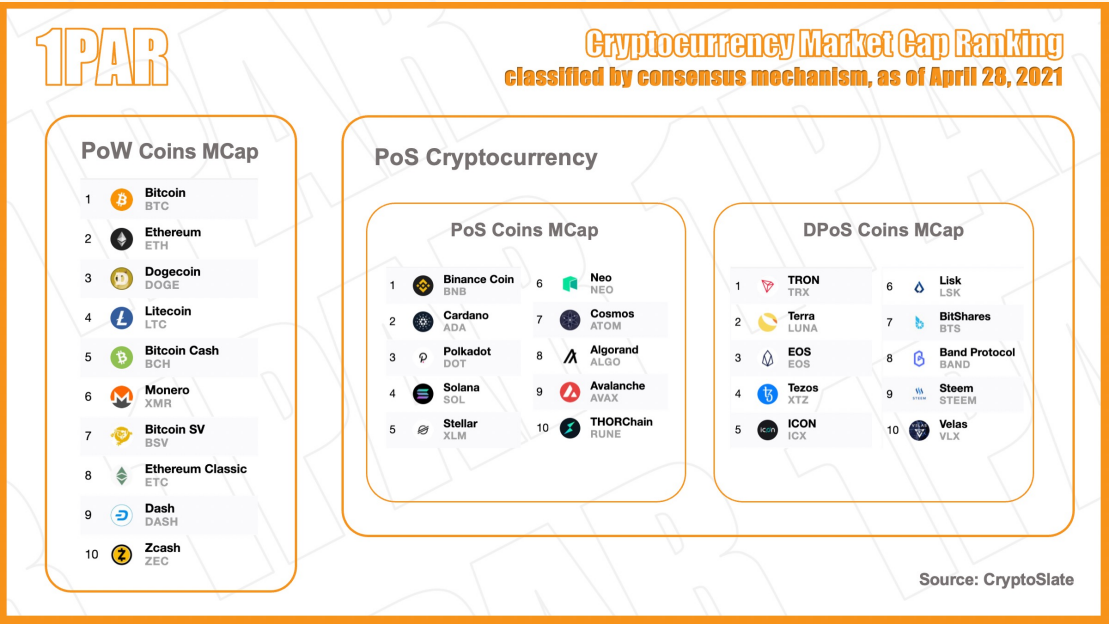 1PAR
Cryptocurrency Market Cap Ranking
classified by consensus mechanism, as of April 28, 2021
PoW Coins MCap
1 Bitcoin
BTC
2 Ethereum
ETH
3 Dogecoin
DOGE
4 Litecoin
LTC
5 Bitcoin Cash
BCH
6 Monero
XMR
7 Bitcoin SV
BSV
8 Ethereum Classic
ETC
9 Dash
DASH
10 Zcash
ZEC
PoS Cryptocurrency
PoS Coins MCap
1 Binance Coin
BNB
2 Cardano
ADA
3 Polkadot
DOT
4 Solana
SOL
5 Stellar
XLM
6 Neo
NEO
7 Cosmos
ATOM
8 Algorand
ALGO
9 Avalanche
AVAX
10 THORChain
RUNE
DPoS Coins MCap
1 TRON
TRX
2 Terra
LUNA
3 EOS
EOS
4 Tezos
XTZ
5 ICON
ICX
6 Lisk
LSK
7 BitShares
BTS
8 Band Protocol
BAND
9 Steem
STEEM
10 Velas
VLX
Source: CryptoSlate